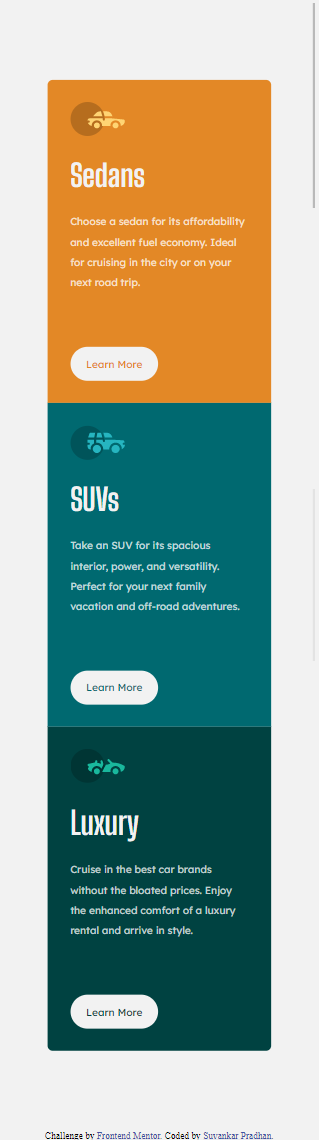 Sedans
Choose a sedan for its affordability
and excellent fuel economy. Ideal
for cruising in the city or on your
next road trip.
Learn More
SUVs
Take an SUV for its spacious
interior, power, and versatility.
Perfect for your next family
vacation and off-road adventures.
Learn More
Luxury
Cruise in the best car brands
without the bloated prices. Enjoy
the enhanced comfort of a luxury
rental and arrive in style.
Learn More
Challenge by Frontend Mentor. Coded by Suvankar Pradhan.